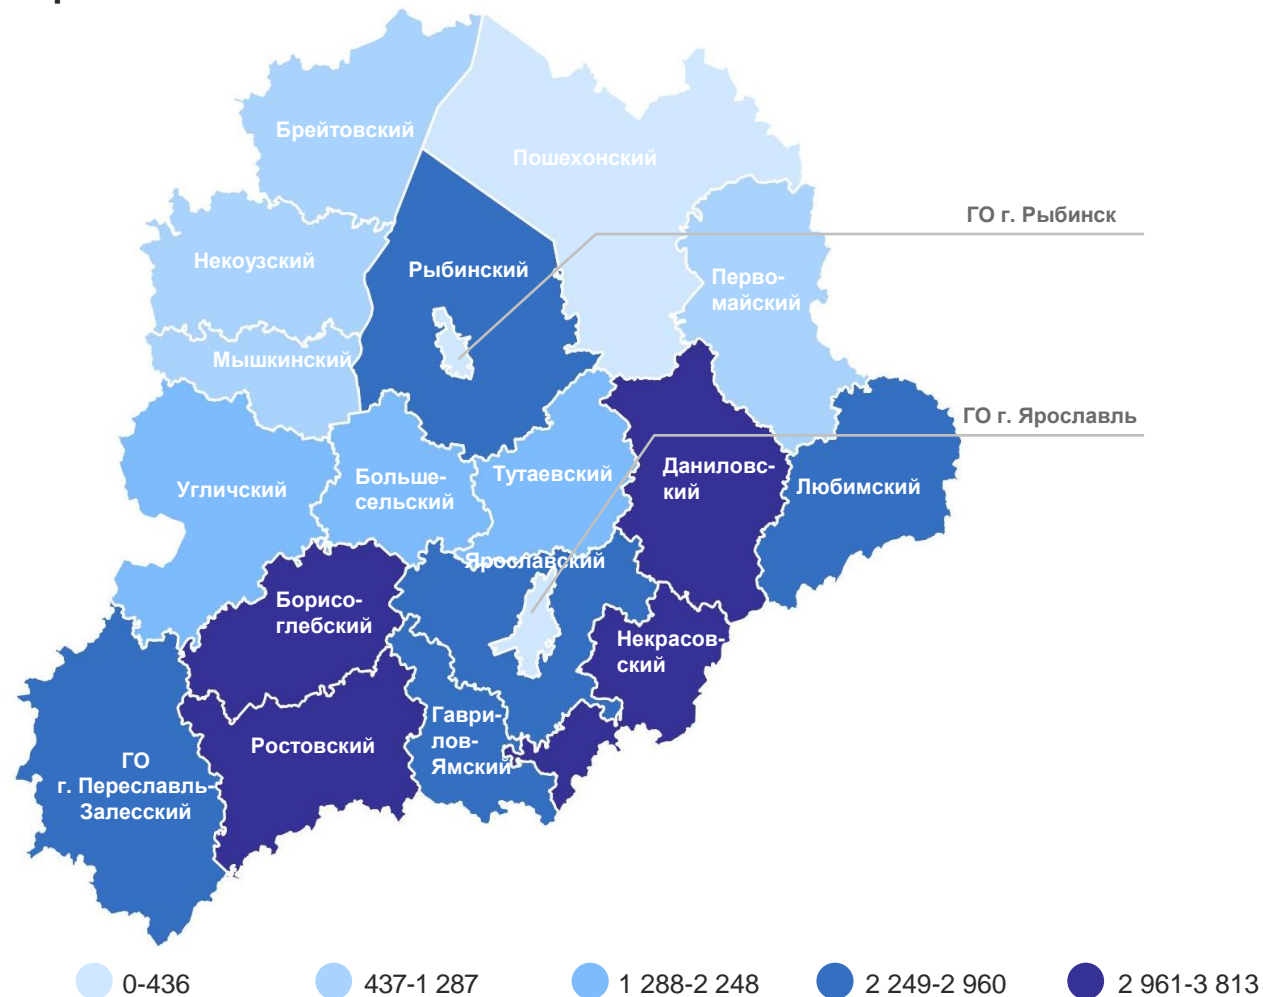 Брейтовский
Пошехонский
ГО г. Рыбинск
Некоузский
Рыбинский
Перво-
майский
Мышкинский
ГО г. Ярославль
Угличский
Больше-
сельский
Тутаевский
Даниловс-
кий
Любимский
Ярославский
Борисо-
глебский
Некрасов-
ский
Гаври-
лов-
Ямский
Ростовский
ГО
г. Переславль-
Залесский
0-436
437-1 287
1 288-2 248
2 249-2 960
2 961-3 813